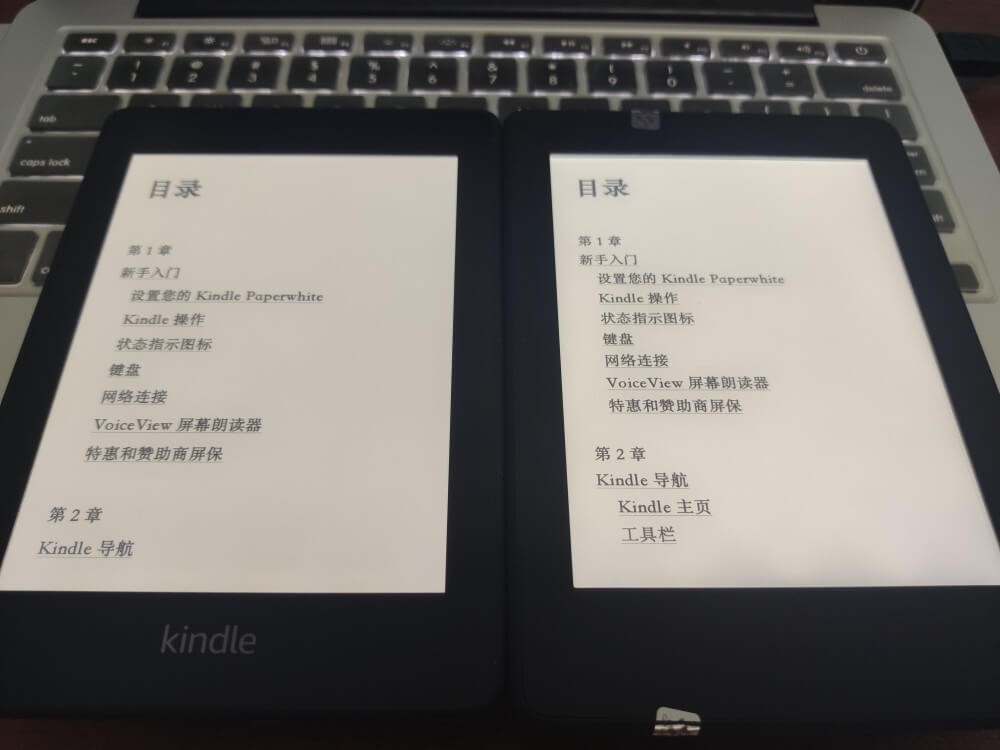 esc
! 1
@ 2
# 3
$ 4
% 5
^ 6
& 7
* 8
( 9
) 0
- -
+ =
delete
tab
caps lock
shift
目录
第 1 章
新手入门
设置您的 Kindle Paperwhite
Kindle 操作
状态指示图标
键盘
网络连接
VoiceView 屏幕朗读器
特惠和赞助商屏保
第 2 章
Kindle 导航
kindle
目录
第 1 章
新手入门
设置您的 Kindle Paperwhite
Kindle 操作
状态指示图标
键盘
网络连接
VoiceView 屏幕朗读器
特惠和赞助商屏保
第 2 章
Kindle 导航
Kindle 主页
工具栏